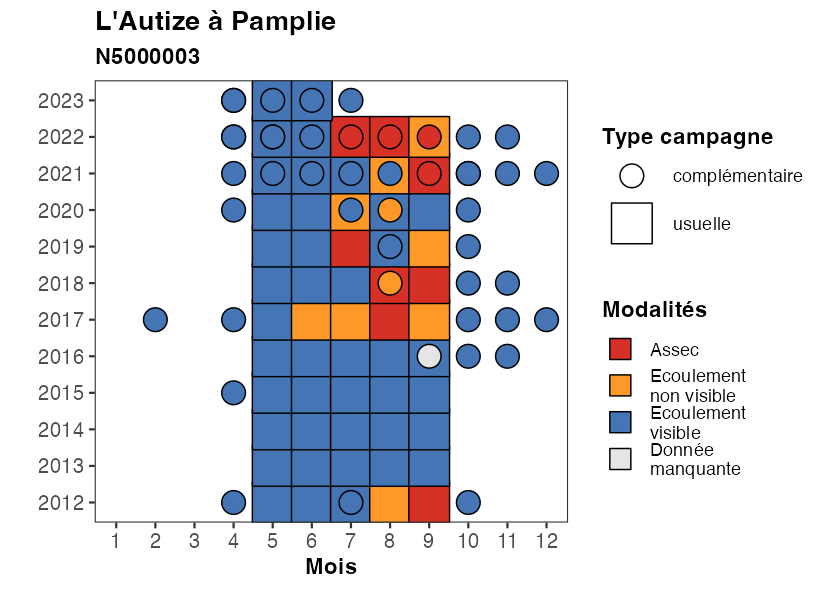 L'Autize à Pamplie
N5000003
2023
2022
2021
2020
2019
2018
2017
2016
2015
2014
2013
2012
1 2 3 4 5 6 7 8 9 10 11 12
Mois
Type campagne
complémentaire
usuelle
Modalités
Assec
Ecoulement
non visible
Ecoulement
visible
Donnée
manquante